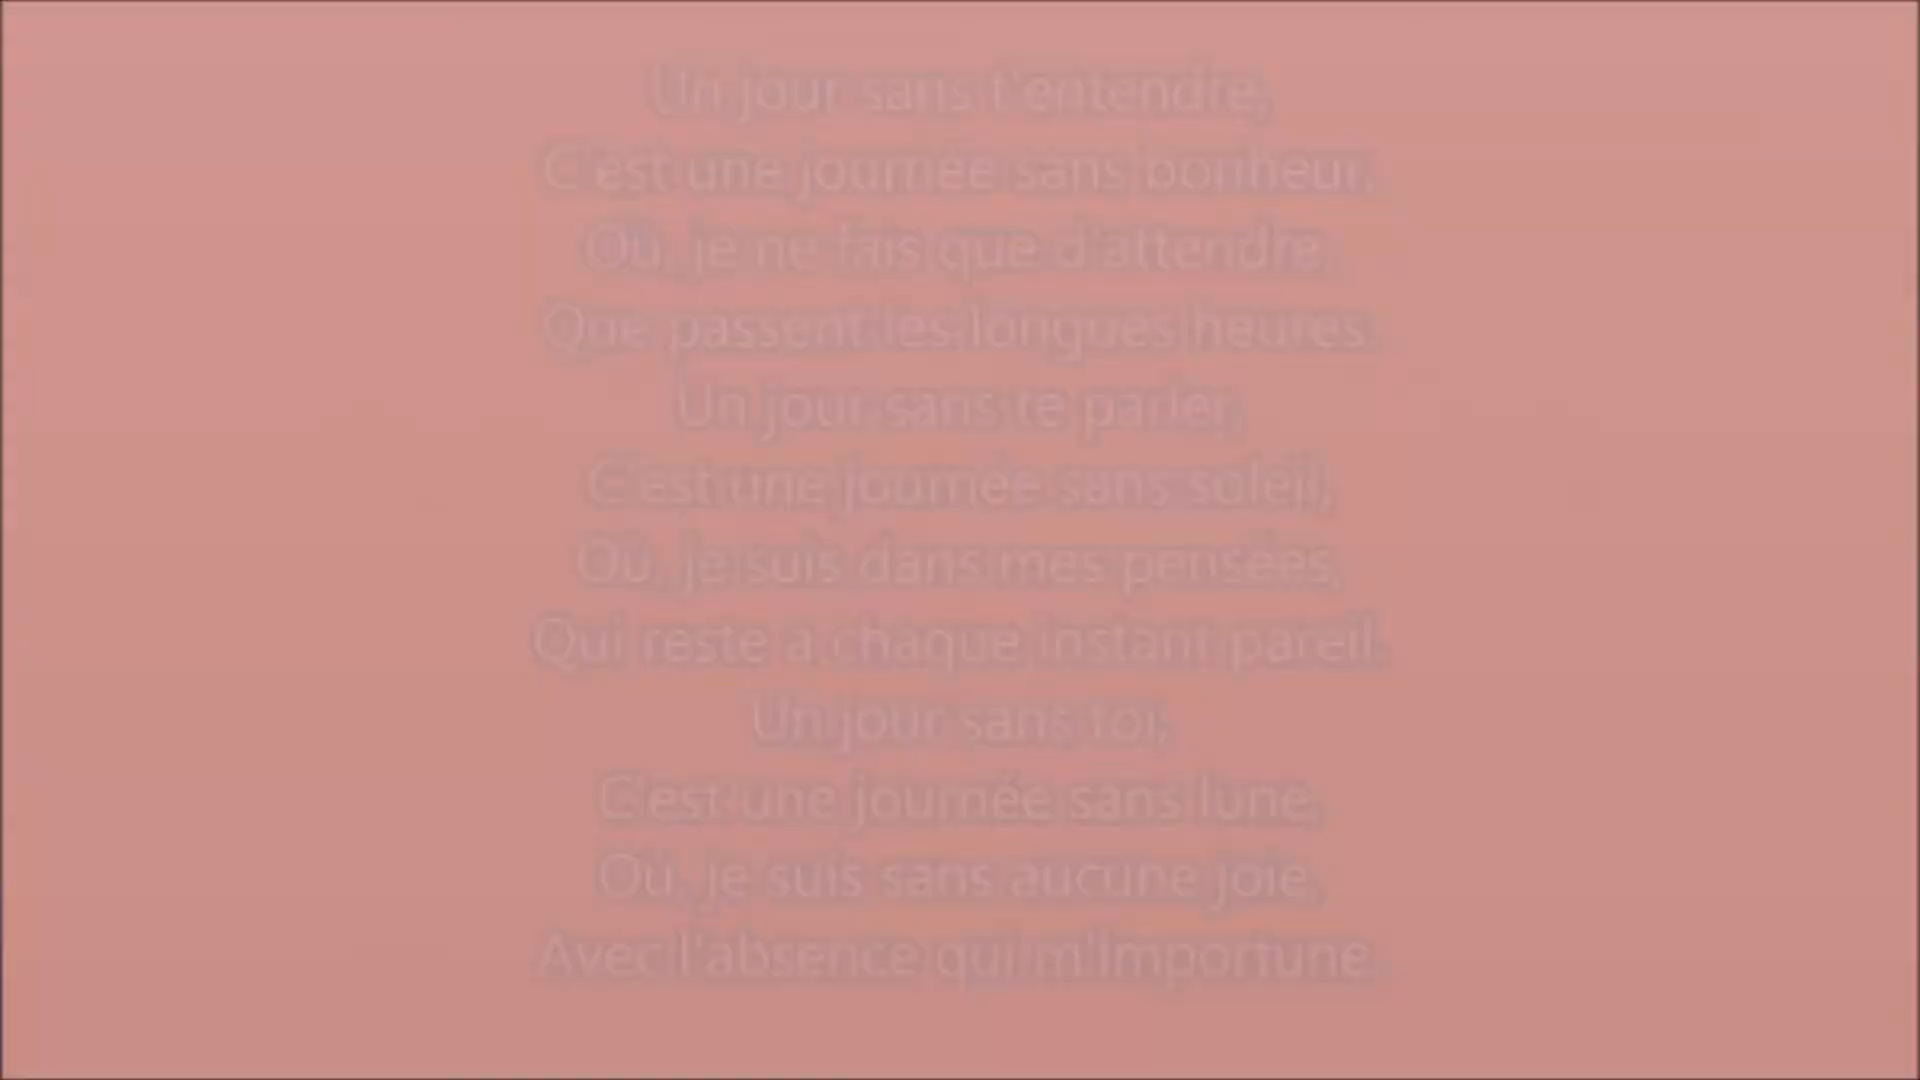 Un jour sans t'entendre,
C'est une journée sans bonheur,
Où, je ne fais que d'attendre,
Que passent les longues heures.
Un jour sans te parler,
C'est une journée sans soleil,
Où, je suis dans mes pensées,
Qui reste a chaque instant pareil.
Un jour sans toi,
C'est une journée sans lune,
Où, je suis sans aucune joie,
Avec l'absence qui m'importune.